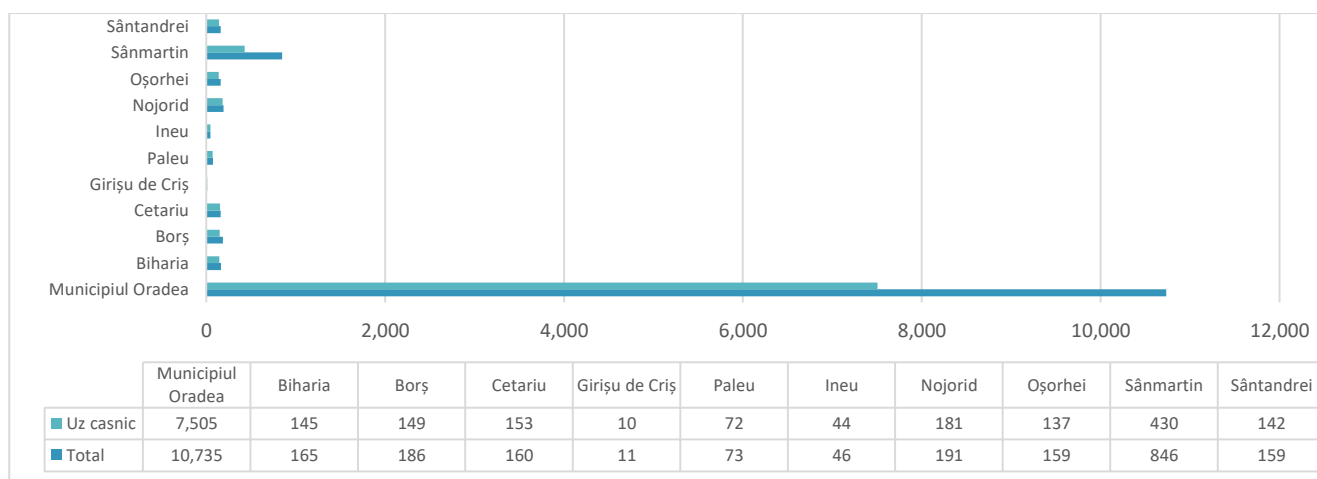 Sântandrei
Sânmartin
Oșorhei
Nojorid
Ineu
Paleu
Girișu de Criș
Cetariu
Borș
Biharia
Municipiul Oradea
0 2,000 4,000 6,000 8,000 10,000 12,000
Municipiul Oradea Biharia Borș Cetariu Girișu de Criș Paleu Ineu Nojorid Oșorhei Sânmartin Sântandrei
Uz casnic 7,505 145 149 153 10 72 44 181 137 430 142
Total 10,735 165 186 160 11 73 46 191 159 846 159